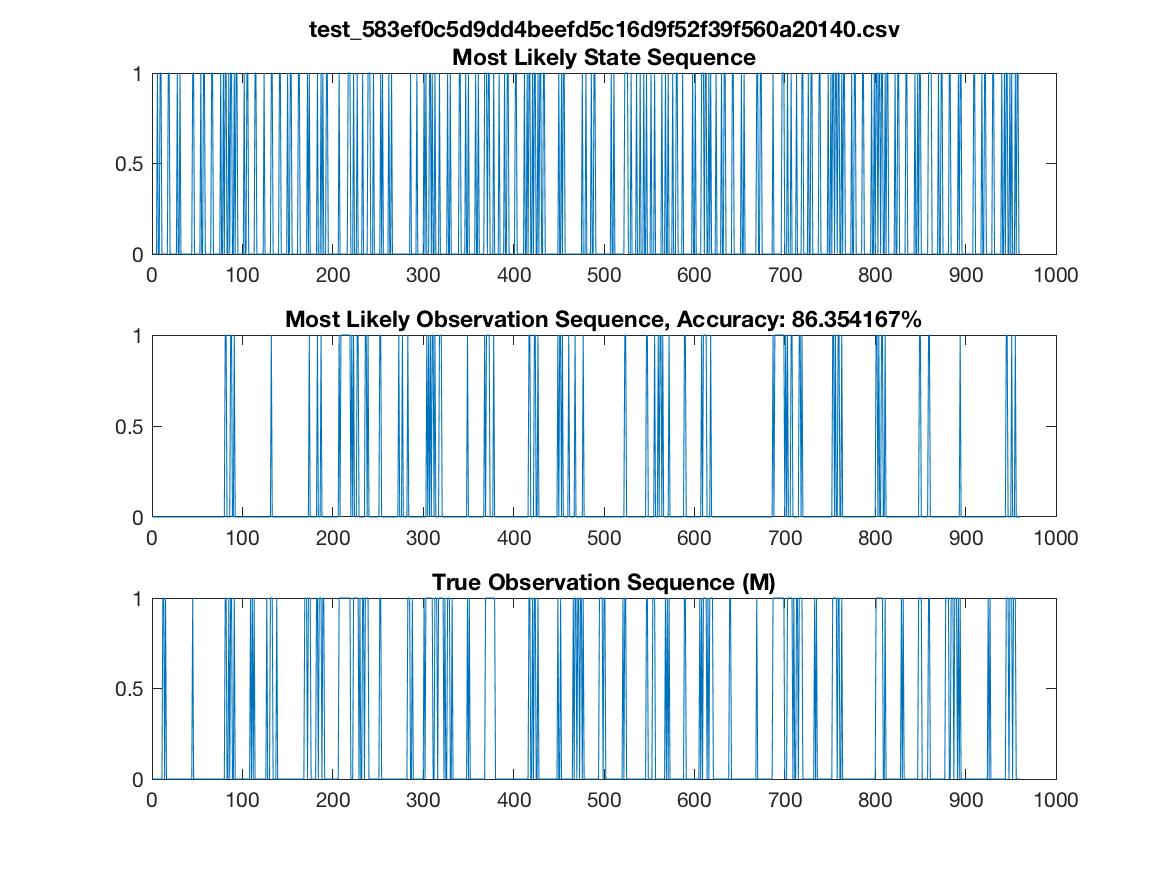 test_583ef0c5d9dd4beefd5c16d9f52f39f560a20140.csv
Most Likely State Sequence
1
0.5
0
0 100 200 300 400 500 600 700 800 900 1000
Most Likely Observation Sequence, Accuracy: 86.354167%
1
0.5
0
0 100 200 300 400 500 600 700 800 900 1000
True Observation Sequence (M)
1
0.5
0
0 100 200 300 400 500 600 700 800 900 1000